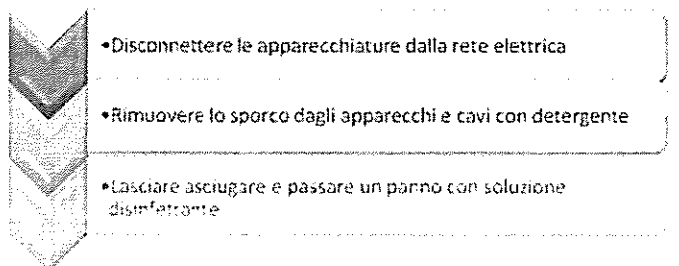 •Disconnettere le apparecchiature dalla rete elettrica
•Rimuovere lo sporco dagli apparecchi e cavi con detergente
•Lasciare asciugare e passare un panno con soluzione
disinfettante